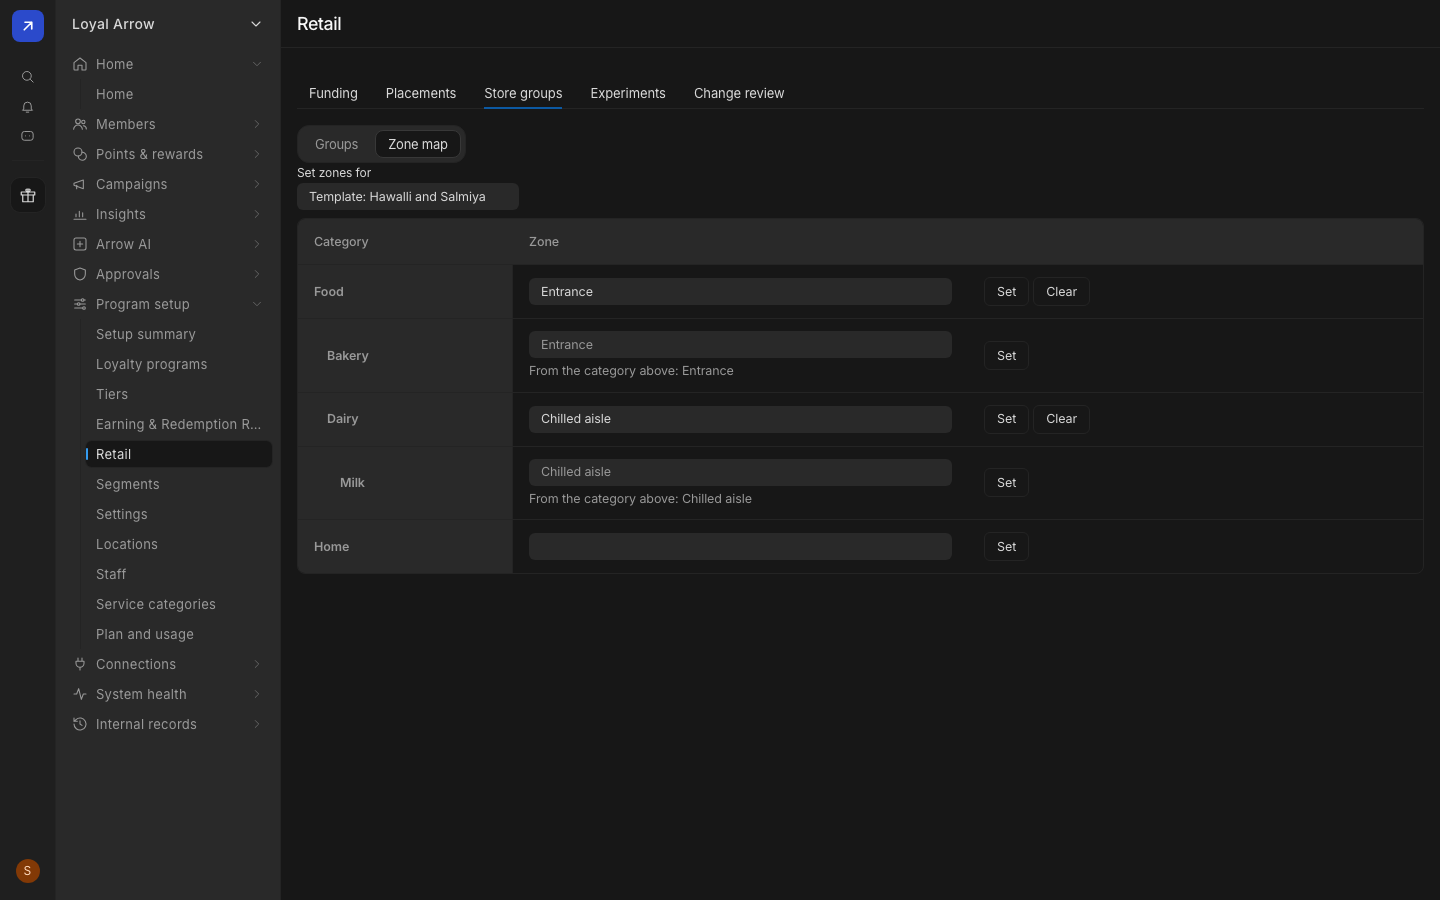 Loyal Arrow
Home
Home
Members
Points & rewards
Campaigns
Insights
Arrow AI
Approvals
Program setup
Setup summary
Loyalty programs
Tiers
Earning & Redemption R...
Retail
Segments
Settings
Locations
Staff
Service categories
Plan and usage
Connections
System health
Internal records
S
Retail
Funding Placements Store groups Experiments Change review
Groups Zone map
Set zones for
Template: Hawalli and Salmiya
Category Zone
Food Entrance Set Clear
Bakery Entrance Set
From the category above: Entrance
Dairy Chilled aisle Set Clear
Milk Chilled aisle Set
From the category above: Chilled aisle
Home Set